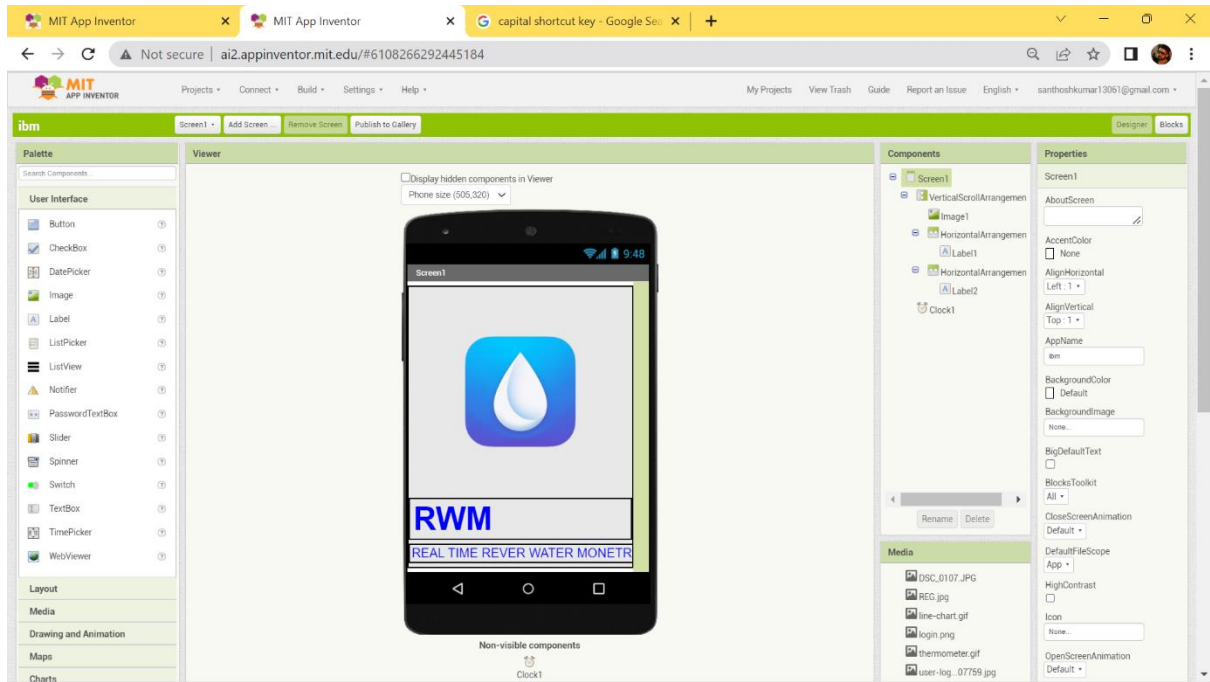 MIT App Inventor
MIT App Inventor
capital shortcut key - Google Sea
Not secure
ai2.appinventor.mit.edu/#6108266292445184
MIT
APP INVENTOR
Projects
Connect
Build
Settings
Help
My Projects
View Trash
Guide
Report an Issue
English
santhoshkumar13061@gmail.com
ibm
Screen1
Add Screen ...
Remove Screen
Publish to Gallery
Designer
Blocks
Palette
Search Components...
User Interface
Button
CheckBox
DatePicker
Image
Label
ListPicker
ListView
Notifier
PasswordTextBox
Slider
Spinner
Switch
TextBox
TimePicker
WebViewer
Layout
Media
Drawing and Animation
Maps
Charts
Viewer
Display hidden components in Viewer
Phone size (505,320)
9:48
Screen1
RWM
REAL TIME REVER WATER MONETR
Non-visible components
Clock1
Components
Screen1
VerticalScrollArrangemen
Image1
HorizontalArrangemen
Label1
HorizontalArrangemen
Label2
Clock1
Rename
Delete
Media
DSC_0107.JPG
REG.jpg
line-chart.gif
login.png
thermometer.gif
user-log...07759.jpg
Properties
Screen1
AboutScreen
AccentColor
None
AlignHorizontal
Left : 1
AlignVertical
Top : 1
AppName
ibm
BackgroundColor
Default
BackgroundImage
None...
BigDefaultText
BlocksToolkit
All
CloseScreenAnimation
Default
DefaultFileScope
App
HighContrast
Icon
None...
OpenScreenAnimation
Default